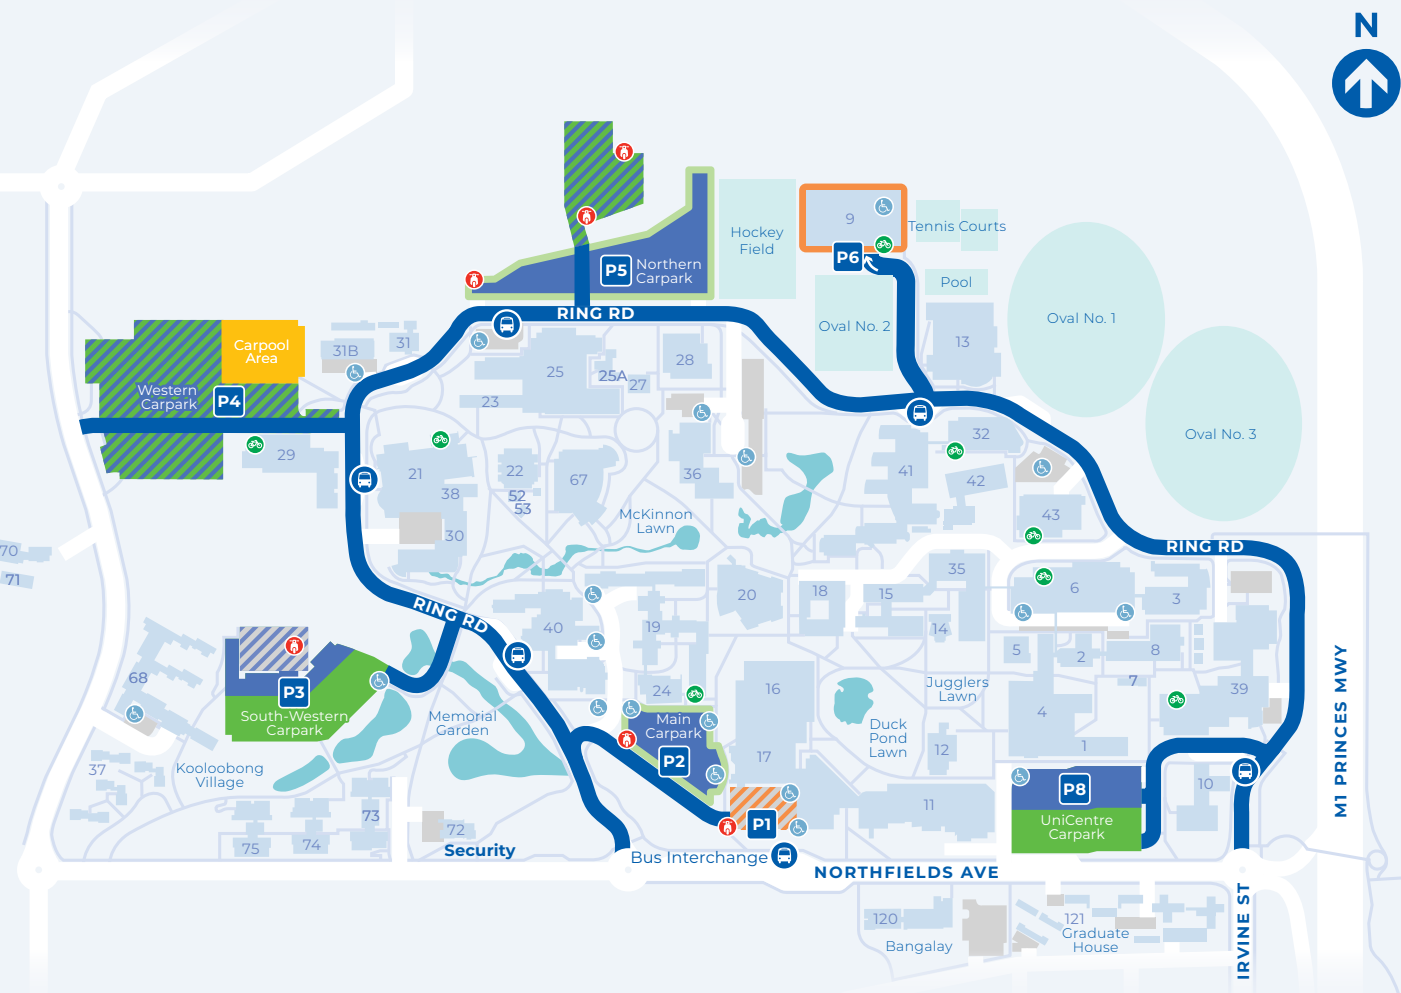 N
9
Tennis Courts
Hockey
Field
P6
P5
Northern
Carpark
Pool
RING RD
Oval No. 1
Oval No. 2
13
Carpool
Area
31B
31
25
25A
27
28
23
Western
Carpark
P4
29
21
38
30
22
52
53
67
36
McKinnon
Lawn
41
32
42
43
Oval No. 3
RING RD
70
71
RING RD
40
19
20
18
15
14
35
6
3
5
2
8
7
39
4
1
10
68
P3
South-Western
Carpark
Memorial
Garden
Kooloobong
Village
37
75
74
73
72
Security
24
Main
Carpark
P2
16
17
P1
Duck
Pond
Lawn
Jugglers
Lawn
12
11
P8
UniCentre
Carpark
M1 PRINCES MWY
Bus Interchange
NORTHFIELDS AVE
IRVINE ST
120
Bangalay
121
Graduate
House